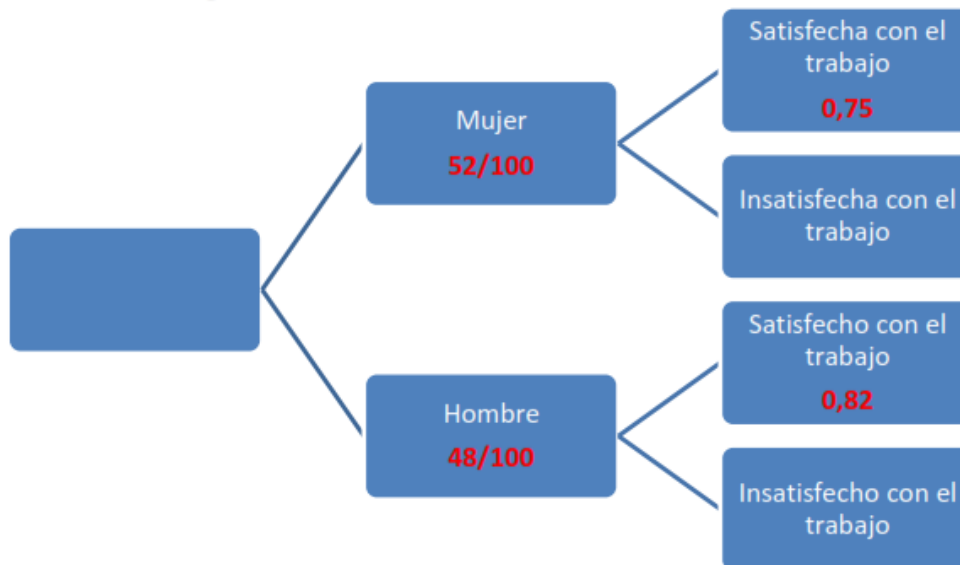 Mujer
52/100
Hombre
48/100
Satisfecha con el
trabajo
0,75
Insatisfecha con el
trabajo
Satisfecho con el
trabajo
0,82
Insatisfecho con el
trabajo